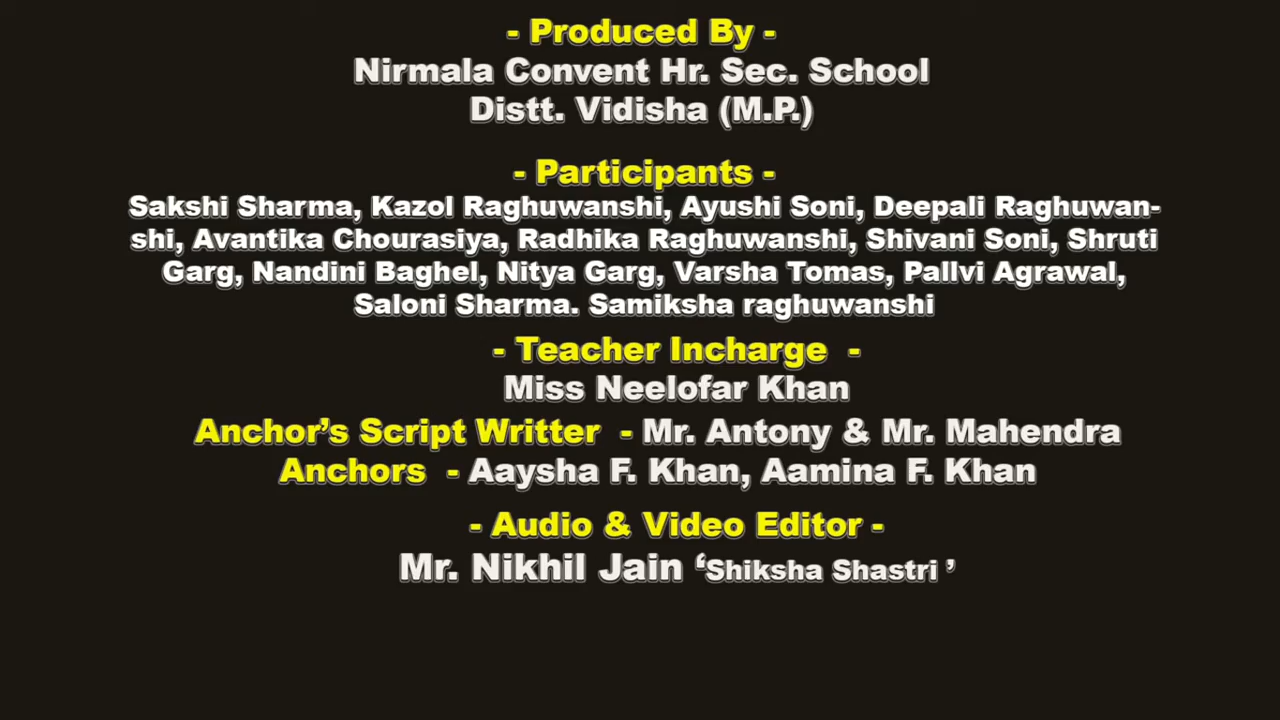 - Produced By -
Nirmala Convent Hr. Sec. School
Distt. Vidisha (M.P.)
- Participants -
Sakshi Sharma, Kazol Raghuwanshi, Ayushi Soni, Deepali Raghuwan-
shi, Avantika Chourasiya, Radhika Raghuwanshi, Shivani Soni, Shruti
Garg, Nandini Baghel, Nitya Garg, Varsha Tomas, Pallvi Agrawal,
Saloni Sharma. Samiksha raghuwanshi
- Teacher Incharge -
Miss Neelofar Khan
Anchor’s Script Writter - Mr. Antony & Mr. Mahendra
Anchors - Aaysha F. Khan, Aamina F. Khan
- Audio & Video Editor -
Mr. Nikhil Jain ‘Shiksha Shastri ’